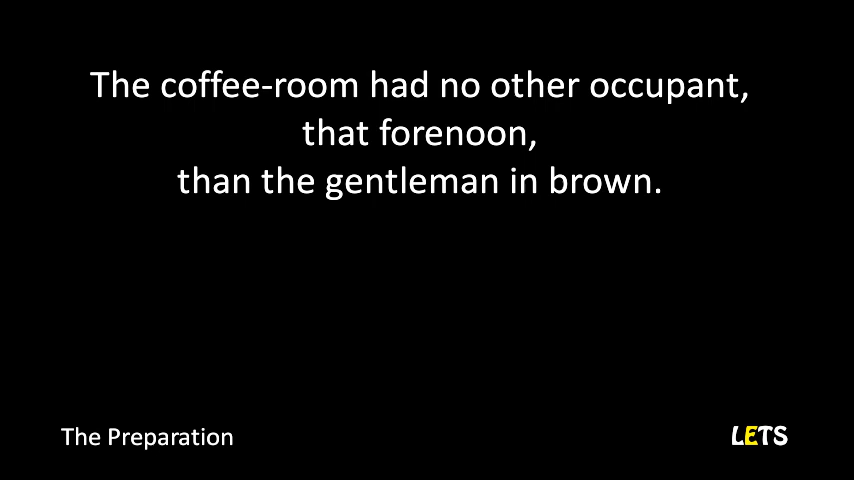 The coffee-room had no other occupant,
that forenoon,
than the gentleman in brown.
The Preparation
LETS